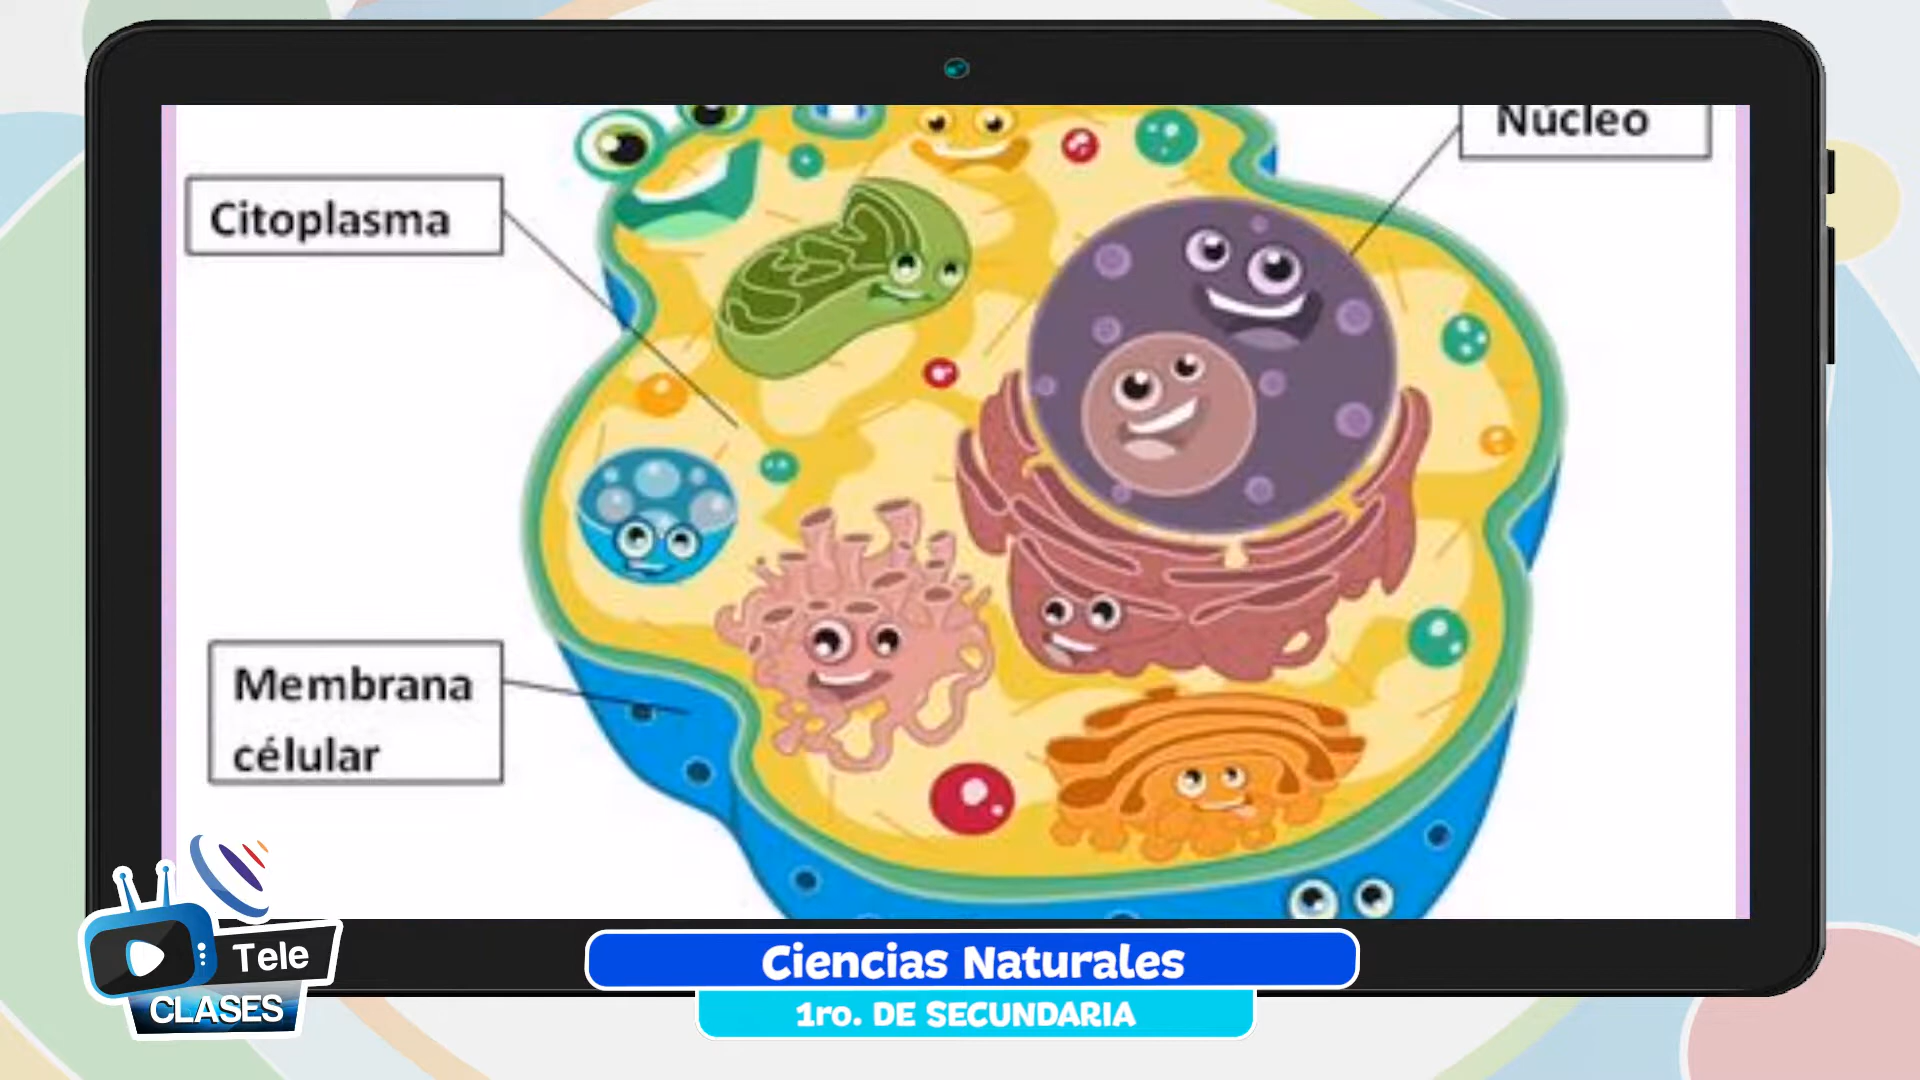 Núcleo
Citoplasma
Membrana
célular
Tele
CLASES
Ciencias Naturales
1ro. DE SECUNDARIA